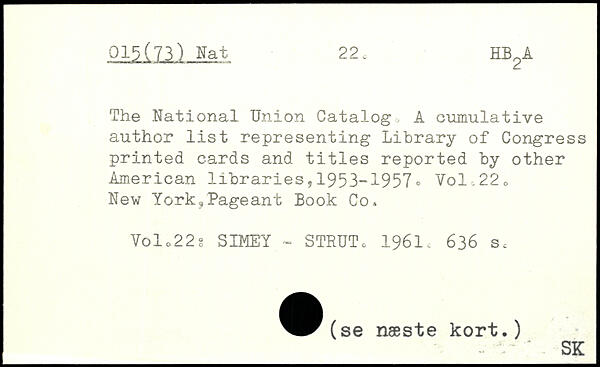 015(73) Nat 22. HB2A
The National Union Catalog. A cumulative
author list representing Library of Congress
printed cards and titles reported by other
American libraries,1953-1957. Vol.22.
New York,Pageant Book Co.
Vol.22: SIMEY - STRUT. 1961. 636 s.
(se næste kort.)
SK